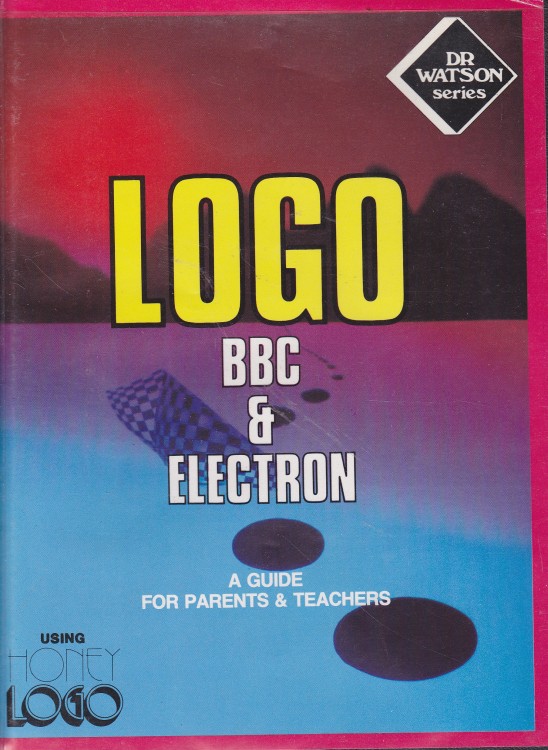 DR
WATSON
series
LOGO
BBC
&
ELECTRON
A GUIDE
FOR PARENTS & TEACHERS
USING
HONEY
LOGO